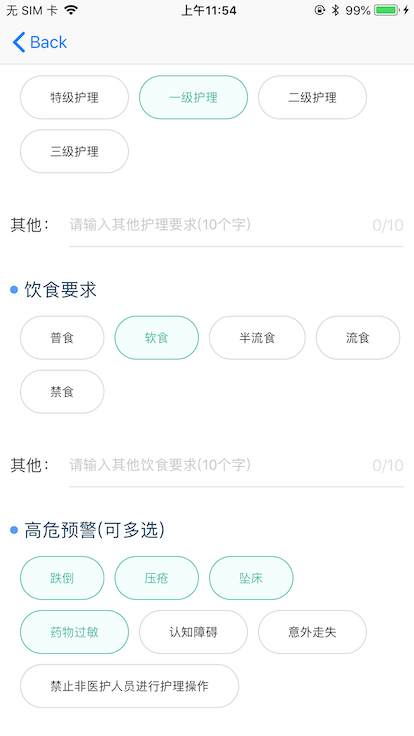 无 SIM 卡 上午11:54 99%
Back
特级护理 一级护理 二级护理
三级护理
其他： 请输入其他护理要求(10个字) 0/10
饮食要求
普食 软食 半流食 流食
禁食
其他： 请输入其他饮食要求(10个字) 0/10
高危预警(可多选)
跌倒 压疮 坠床
药物过敏 认知障碍 意外走失
禁止非医护人员进行护理操作